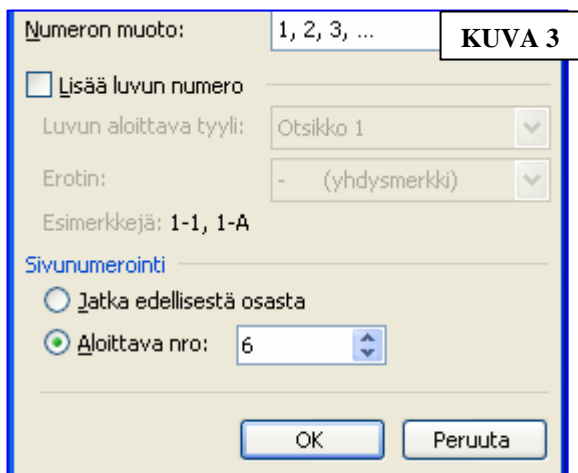 Numeron muoto: 1, 2, 3, ...
KUVA 3
Lisää luvun numero
Luvun aloittava tyyli: Otsikko 1
Erotin: - (yhdysmerkki)
Esimerkkejä: 1-1, 1-A
Sivunumerointi
Jatka edellisestä osasta
Aloittava nro: 6
OK Peruuta